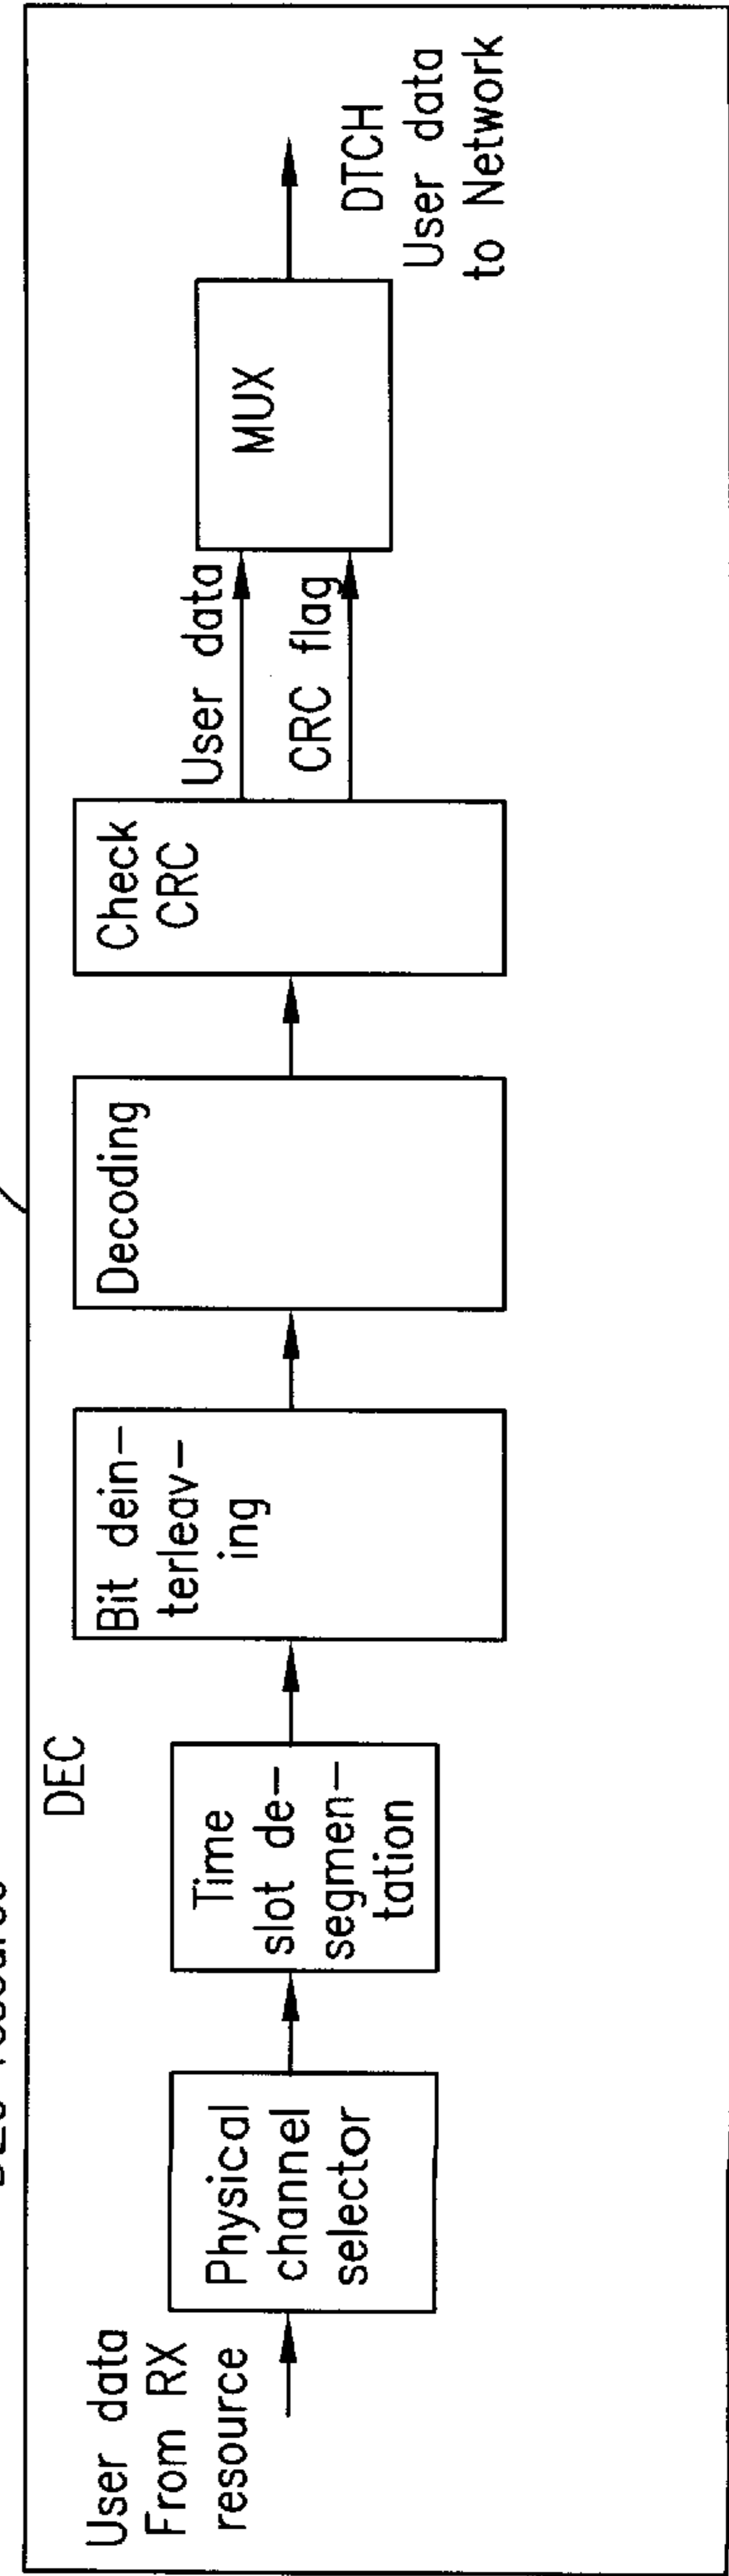 DEC
User data
From RX
resource
Physical
channel
selector
Time
slot de-
segmen-
tation
Bit dein-
terleav-
ing
Decoding
Check
CRC
User data
CRC flag
MUX
DTCH
User data
to Network